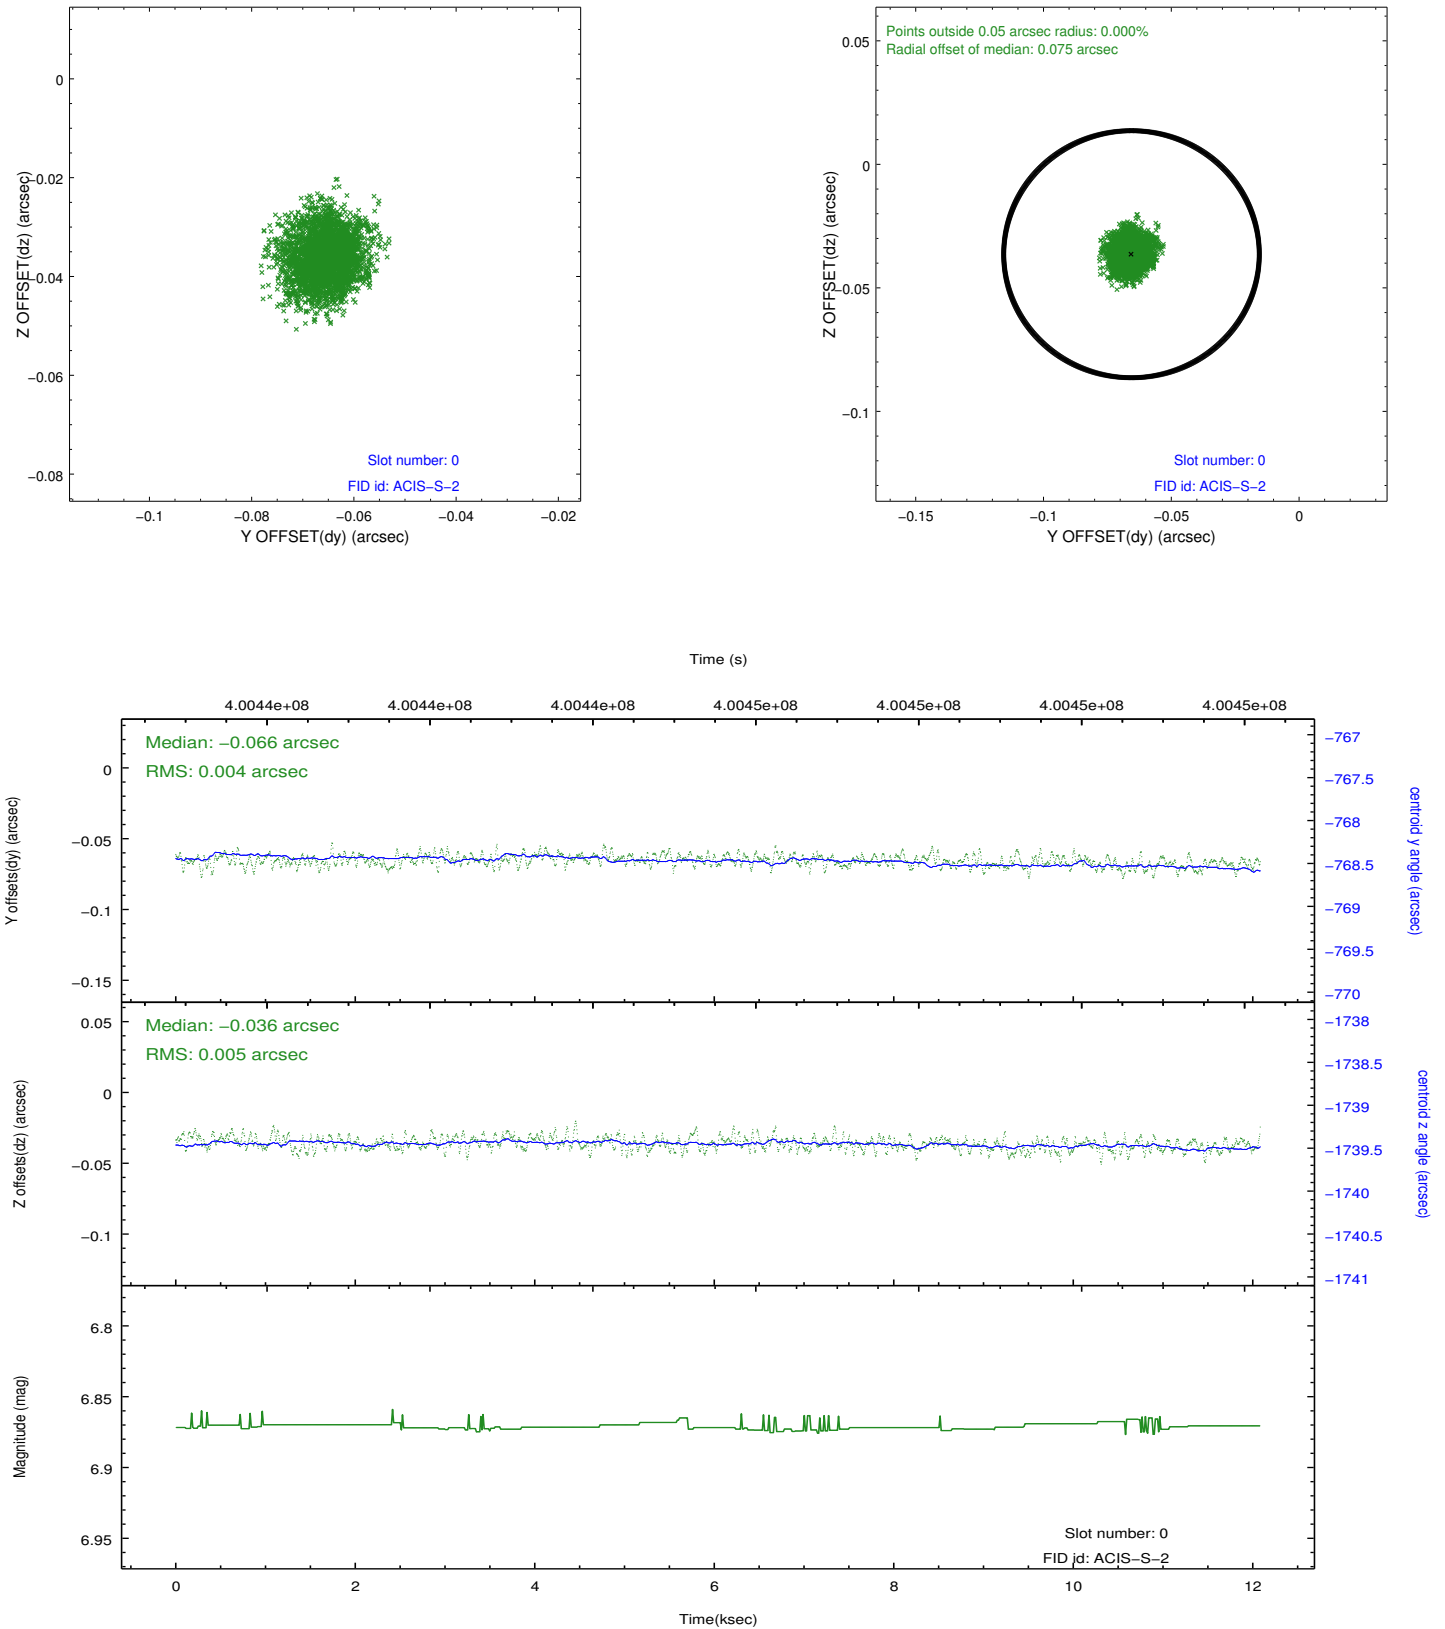 0
−0.02
−0.04
−0.06
−0.08
Z OFFSET(dz) (arcsec)
Slot number: 0
FID id: ACIS−S−2
−0.1
−0.08
−0.06
−0.04
−0.02
Y OFFSET(dy) (arcsec)
Points outside 0.05 arcsec radius: 0.000%
Radial offset of median: 0.075 arcsec
0.05
0
−0.05
−0.1
Z OFFSET(dz) (arcsec)
Slot number: 0
FID id: ACIS−S−2
−0.15
−0.1
−0.05
0
Y OFFSET(dy) (arcsec)
Time (s)
4.0044e+08
4.0044e+08
4.0044e+08
4.0045e+08
4.0045e+08
4.0045e+08
4.0045e+08
Median: −0.066 arcsec
RMS: 0.004 arcsec
0
−0.05
−0.1
−0.15
Y offsets(dy) (arcsec)
−767
−767.5
−768
−768.5
−769
−769.5
−770
centroid y angle (arcsec)
Median: −0.036 arcsec
RMS: 0.005 arcsec
0.05
0
−0.05
−0.1
Z offsets(dz) (arcsec)
−1738
−1738.5
−1739
−1739.5
−1740
−1740.5
−1741
centroid z angle (arcsec)
6.8
6.85
6.9
6.95
Magnitude (mag)
Slot number: 0
FID id: ACIS−S−2
0
2
4
6
8
10
12
Time(ksec)